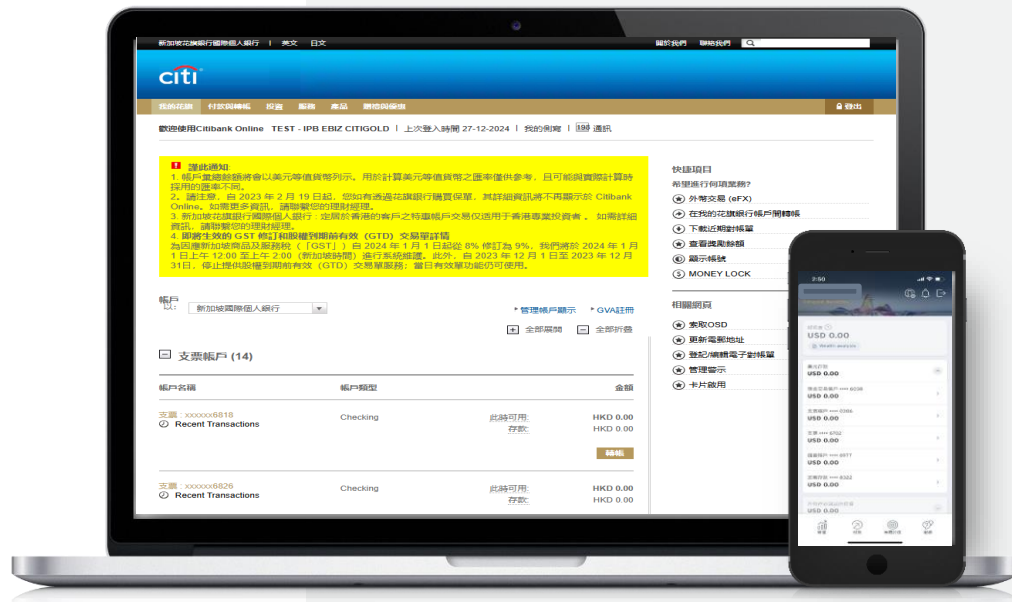 新加坡花旗銀行國際個人銀行 | 英文 日文
關於我們 聯絡我們
citi
我的花旗 付款與轉帳 投資 服務 產品 開戶與優惠
登出
歡迎使用Citibank Online TEST - IPB EBIZ CITIGOLD | 上次登入時間 27-12-2024 | 我的側寫 | 190 通訊
謹此通知:
1. 帳戶彙總餘額將會以美元等值貨幣列示。用於計算美元等值貨幣之匯率僅供參考，且可能與實際計算時
採用的匯率不同。
2。請注意，自 2023 年 2 月 19 日起，您如有透過花旗銀行購買保單，其詳細資訊將不再顯示於 Citibank
Online。如需更多資訊，請聯繫您的理財經理。
3. 新加坡花旗銀行國際個人銀行 : 定居於香港的客戶之特連帳戶交易仅适用于香港專業投資者 。 如需詳細
資訊，請聯繫您的理財經理。
4. 即將生效的 GST 修訂和股權到期前有效（GTD）交易單詳情
為因應新加坡商品及服務稅（「GST」）自 2024 年 1 月 1 日起從 8% 修訂為 9%，我們將於 2024 年 1 月
1 日上午 12:00 至上午 2:00（新加坡時間）進行系統維護。此外，自 2023 年 12 月 1 日至 2023 年 12 月
31日，停止提供股權到期前有效（GTD）交易單服務；當日有效單功能仍可使用。
帳戶
以:
新加坡國際個人銀行
管理帳戶顯示 GVA註冊
全部展開 全部折疊
支票帳戶 (14)
帳戶名稱 帳戶類型 金額
支票 : xxxxxx6818 Checking 此時可用: HKD 0.00
Recent Transactions 存款: HKD 0.00
轉帳
支票 : xxxxxx6826 Checking 此時可用: HKD 0.00
Recent Transactions 存款: HKD 0.00
快捷項目
希望進行何項業務?
外幣交易 (eFX)
在我的花旗銀行帳戶間轉帳
下載近期對帳單
查看獎勵餘額
顯示帳號
MONEY LOCK
相關網頁
索取OSD
更新電郵地址
登記/編輯電子對帳單
管理警示
卡片啟用
3:50
USD 0.00
USD 0.00
USD 0.00
USD 0.00
USD 0.00
USD 0.00
USD 0.00
USD 0.00